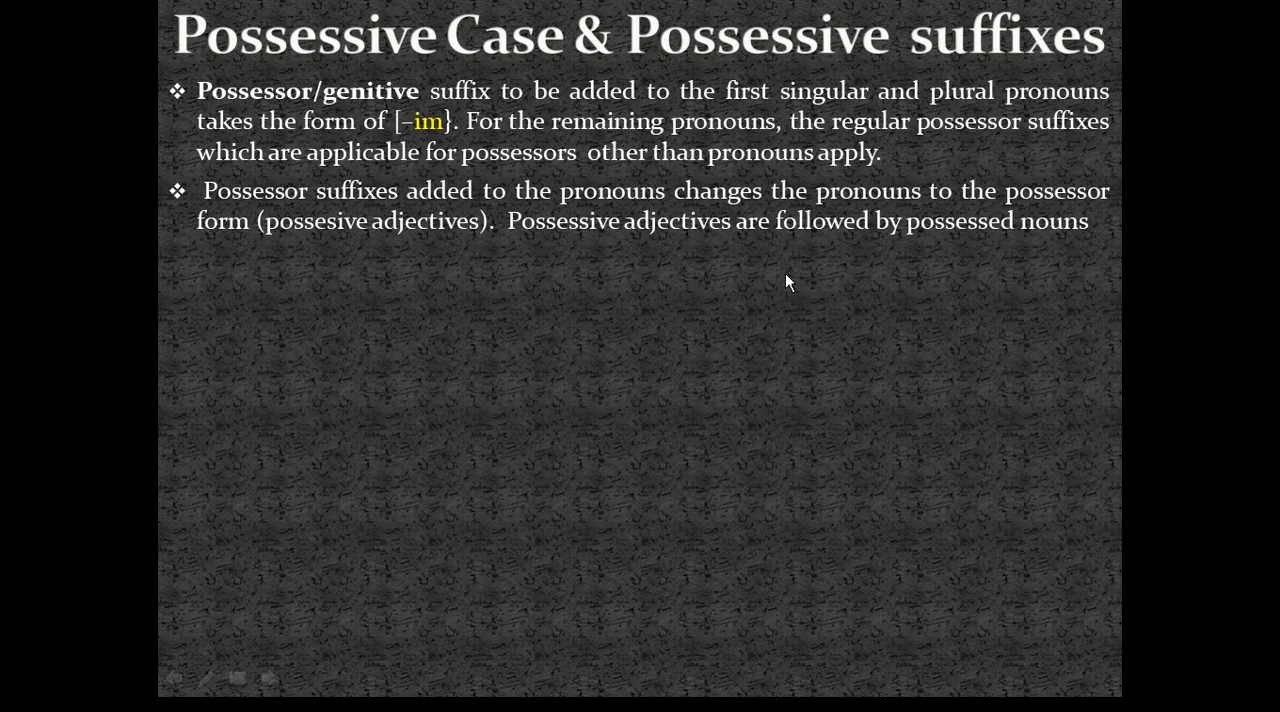 Possessive Case & Possessive suffixes
❖ Possessor/genitive suffix to be added to the first singular and plural pronouns
takes the form of [–im}. For the remaining pronouns, the regular possessor suffixes
which are applicable for possessors other than pronouns apply.
❖ Possessor suffixes added to the pronouns changes the pronouns to the possessor
form (possesive adjectives). Possessive adjectives are followed by possessed nouns